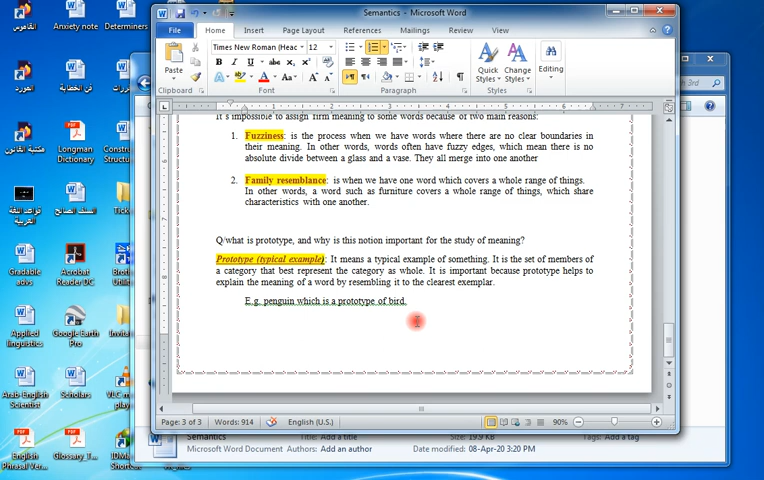 Semantics - Microsoft Word
File
Home
Insert
Page Layout
References
Mailings
Review
View
Times New Roman (Headi
12
Paste
Quick Styles
Change Styles
Editing
Clipboard
Font
Paragraph
Styles
It's impossible to assign firm meaning to some words because of two main reasons:
1. Fuzziness: is the process when we have words where there are no clear boundaries in
their meaning. In other words, words often have fuzzy edges, which mean there is no
absolute divide between a glass and a vase. They all merge into one another
2. Family resemblance: is when we have one word which covers a whole range of things.
In other words, a word such as furniture covers a whole range of things, which share
characteristics with one another.
Q/what is prototype, and why is this notion important for the study of meaning?
Prototype (typical example): It means a typical example of something. It is the set of members of
a category that best represent the category as whole. It is important because prototype helps to
explain the meaning of a word by resembling it to the clearest exemplar.
E.g. penguin which is a prototype of bird.
Page: 3 of 3
Words: 914
English (U.S.)
90%
Semantics
Title: Add a title
Size: 19.9 KB
Tags: Add a tag
Microsoft Word Document
Authors: Add an author
Date modified: 08-Apr-20 3:20 PM
القاموس
Anxiety note
Determiners
المورد
فن الخطابة
مكتبة القانون
Longman
Dictionary
قواعد اللغة
العربية
السلف الصالح
Gradable
advs
Acrobat
Reader DC
Applied
linguistics
Google Earth
Pro
Arab-English
Scientist
Scholars
English
Phrasal Ver...
Glossary_T...